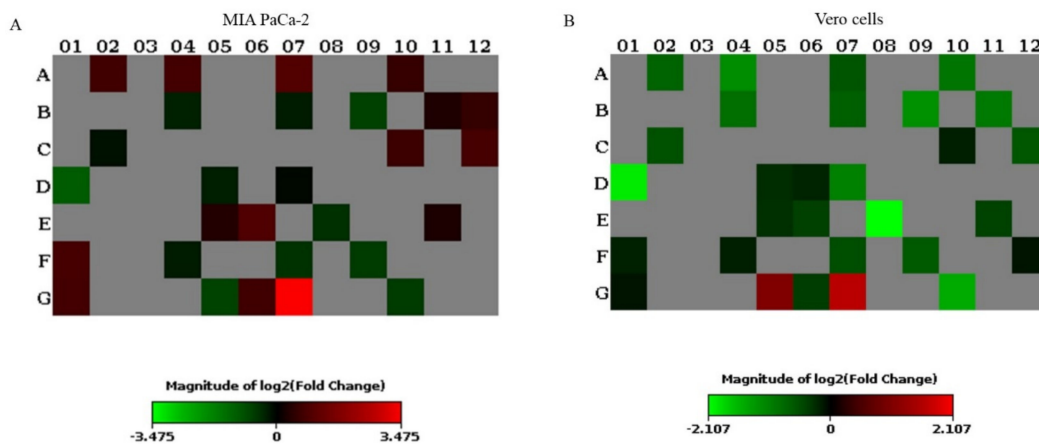 A
MIA PaCa-2
01 02 03 04 05 06 07 08 09 10 11 12
A
B
C
D
E
F
G
Magnitude of log2(Fold Change)
-3.475 0 3.475
B
Vero cells
01 02 03 04 05 06 07 08 09 10 11 12
A
B
C
D
E
F
G
Magnitude of log2(Fold Change)
-2.107 0 2.107